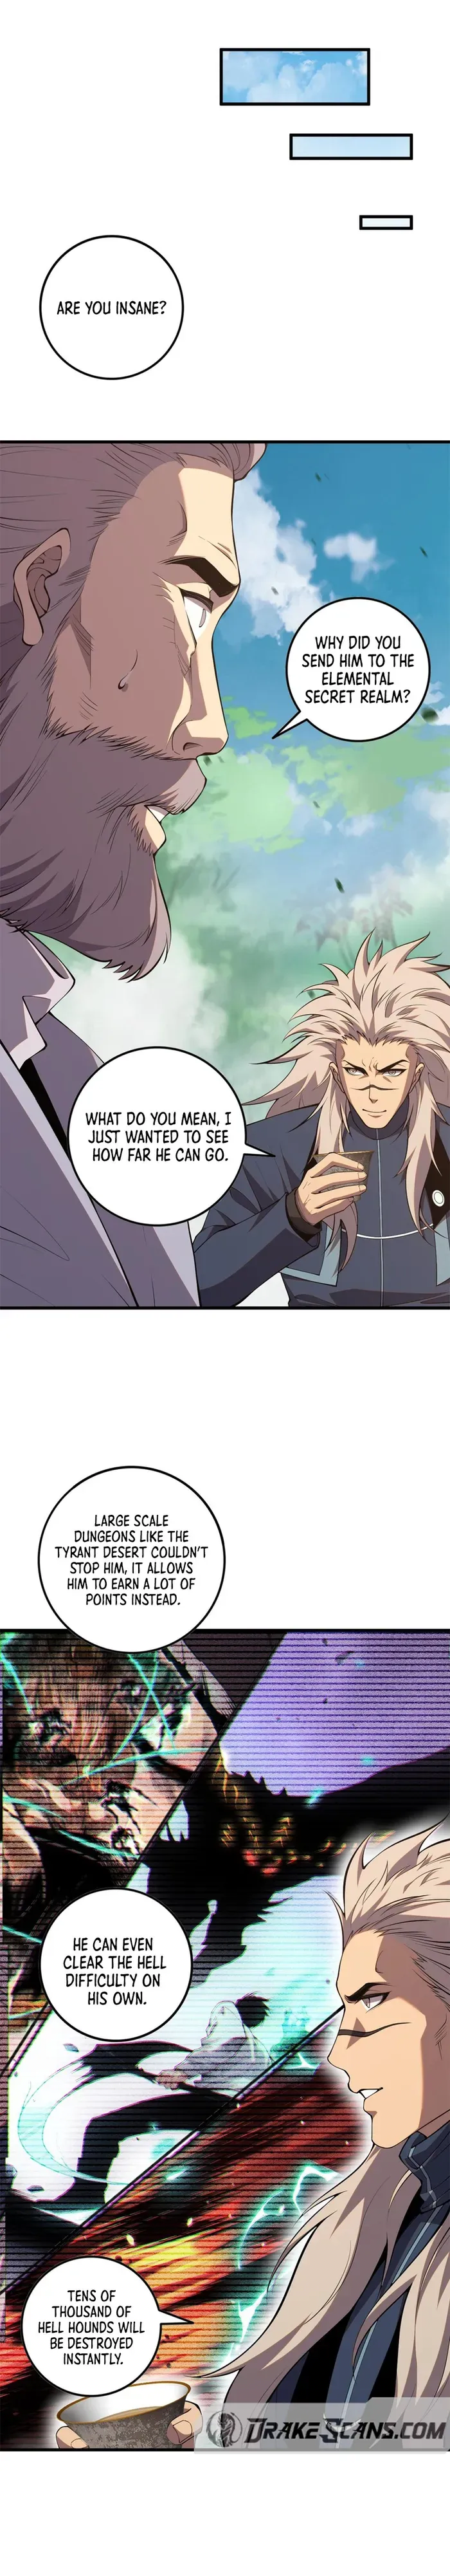 ARE YOU INSANE?
WHY DID YOU
SEND HIM TO THE
ELEMENTAL
SECRET REALM?
WHAT DO YOU MEAN, I
JUST WANTED TO SEE
HOW FAR HE CAN GO.
LARGE SCALE
DUNGEONS LIKE THE
TYRANT DESERT COULDN'T
STOP HIM, IT ALLOWS
HIM TO EARN A LOT OF
POINTS INSTEAD.
HE CAN EVEN
CLEAR THE HELL
DIFFICULTY ON
HIS OWN.
TENS OF
THOUSAND OF
HELL HOUNDS WILL
BE DESTROYED
INSTANTLY.
DRAKESCANS.COM